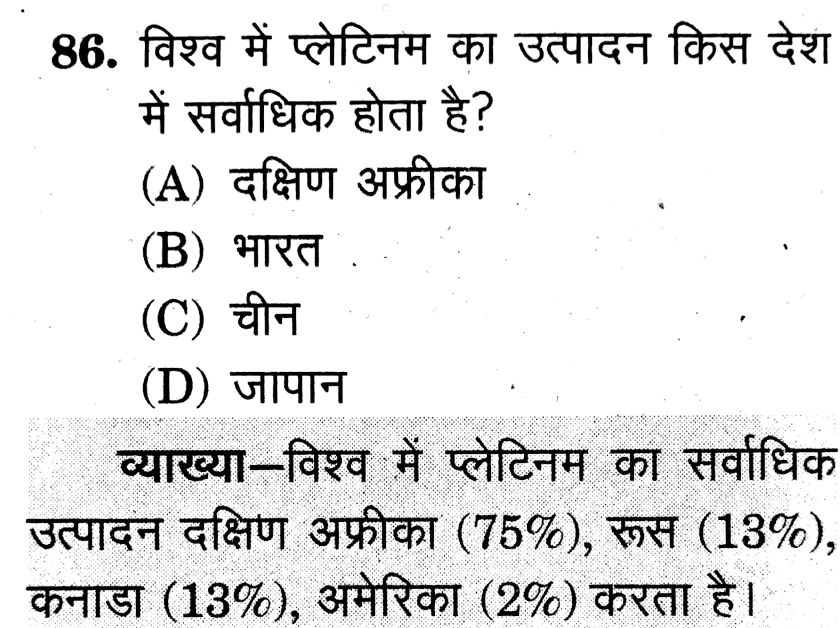 86. विश्व में प्लेटिनम का उत्पादन किस देश
में सर्वाधिक होता है?
(A) दक्षिण अफ्रीका
(B) भारत
(C) चीन
(D) जापान
व्याख्या—विश्व में प्लेटिनम का सर्वाधिक
उत्पादन दक्षिण अफ्रीका (75%), रूस (13%),
कनाडा (13%), अमेरिका (2%) करता है।